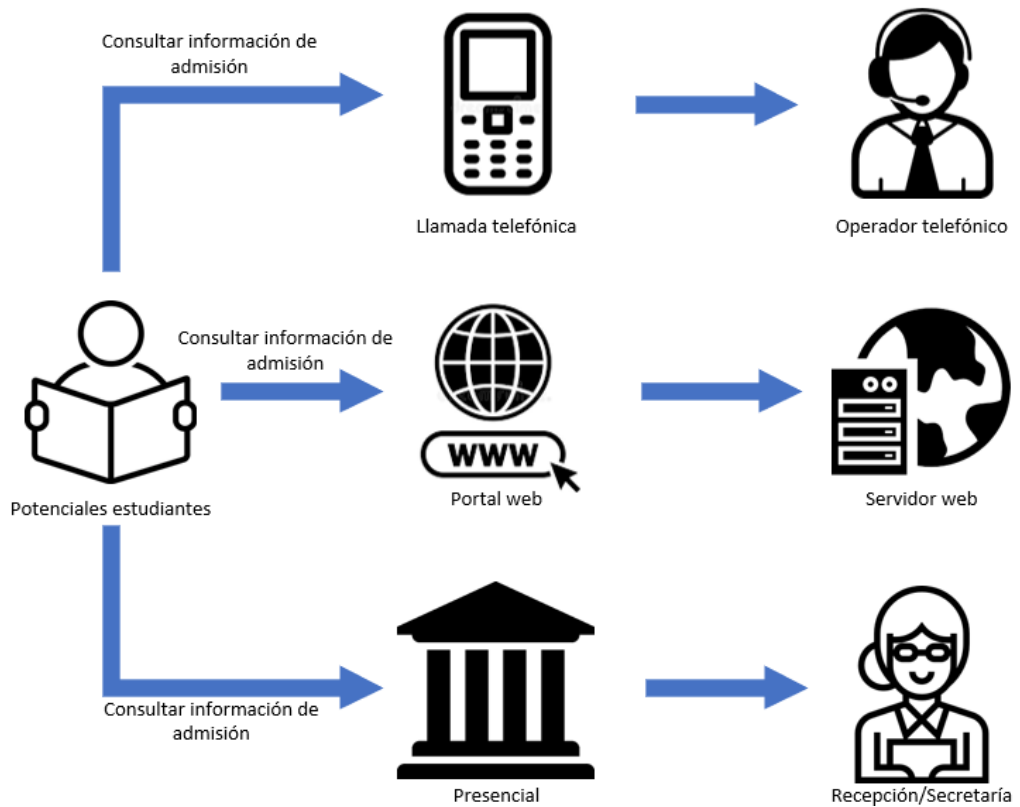 Consultar información de
admisión
Llamada telefónica
Operador telefónico
Consultar información de
admisión
WWW
Potenciales estudiantes
Portal web
Servidor web
Consultar información de
admisión
Presencial
Recepción/Secretaría